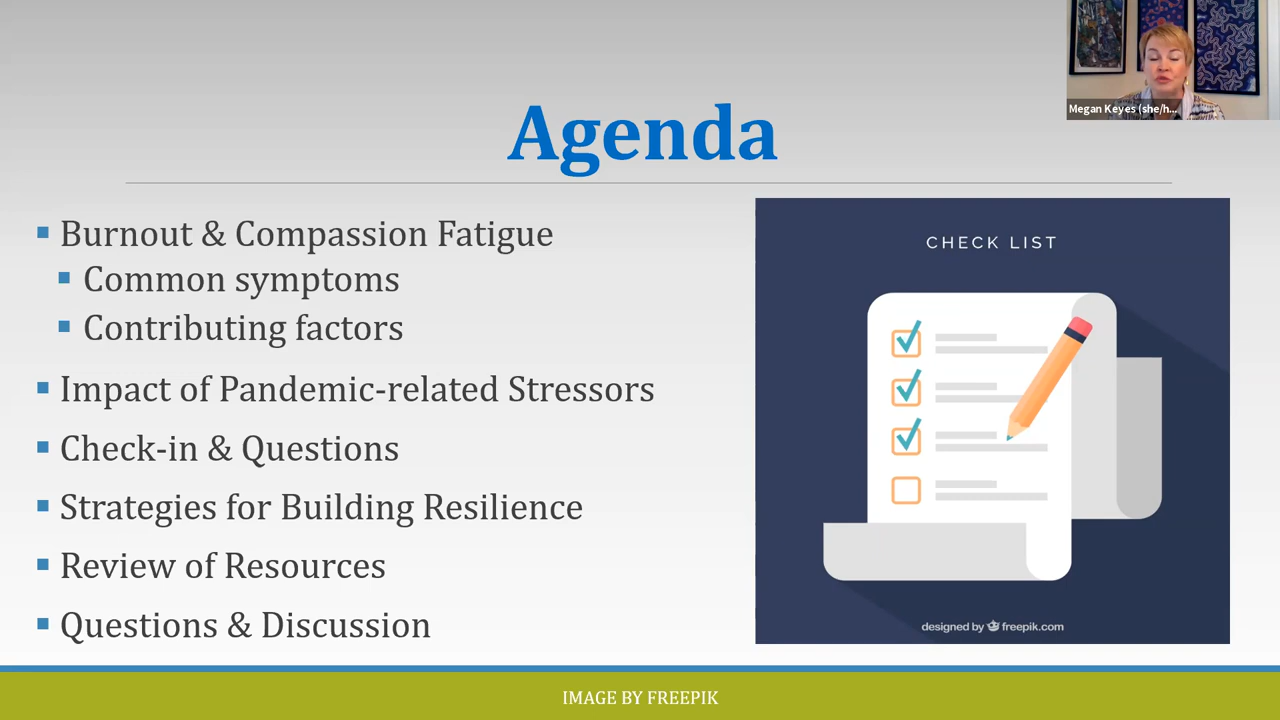 Megan Keyes (she/h...
Agenda
Burnout & Compassion Fatigue
Common symptoms
Contributing factors
Impact of Pandemic-related Stressors
Check-in & Questions
Strategies for Building Resilience
Review of Resources
Questions & Discussion
CHECK LIST
designed by freepik.com
IMAGE BY FREEPIK